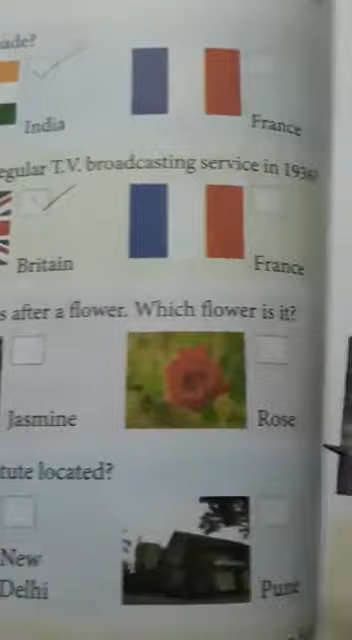 ade?
India
France
egular T.V. broadcasting service in 1936?
Britain
France
s after a flower. Which flower is it?
Jasmine
Rose
tute located?
New
Delhi
Pune